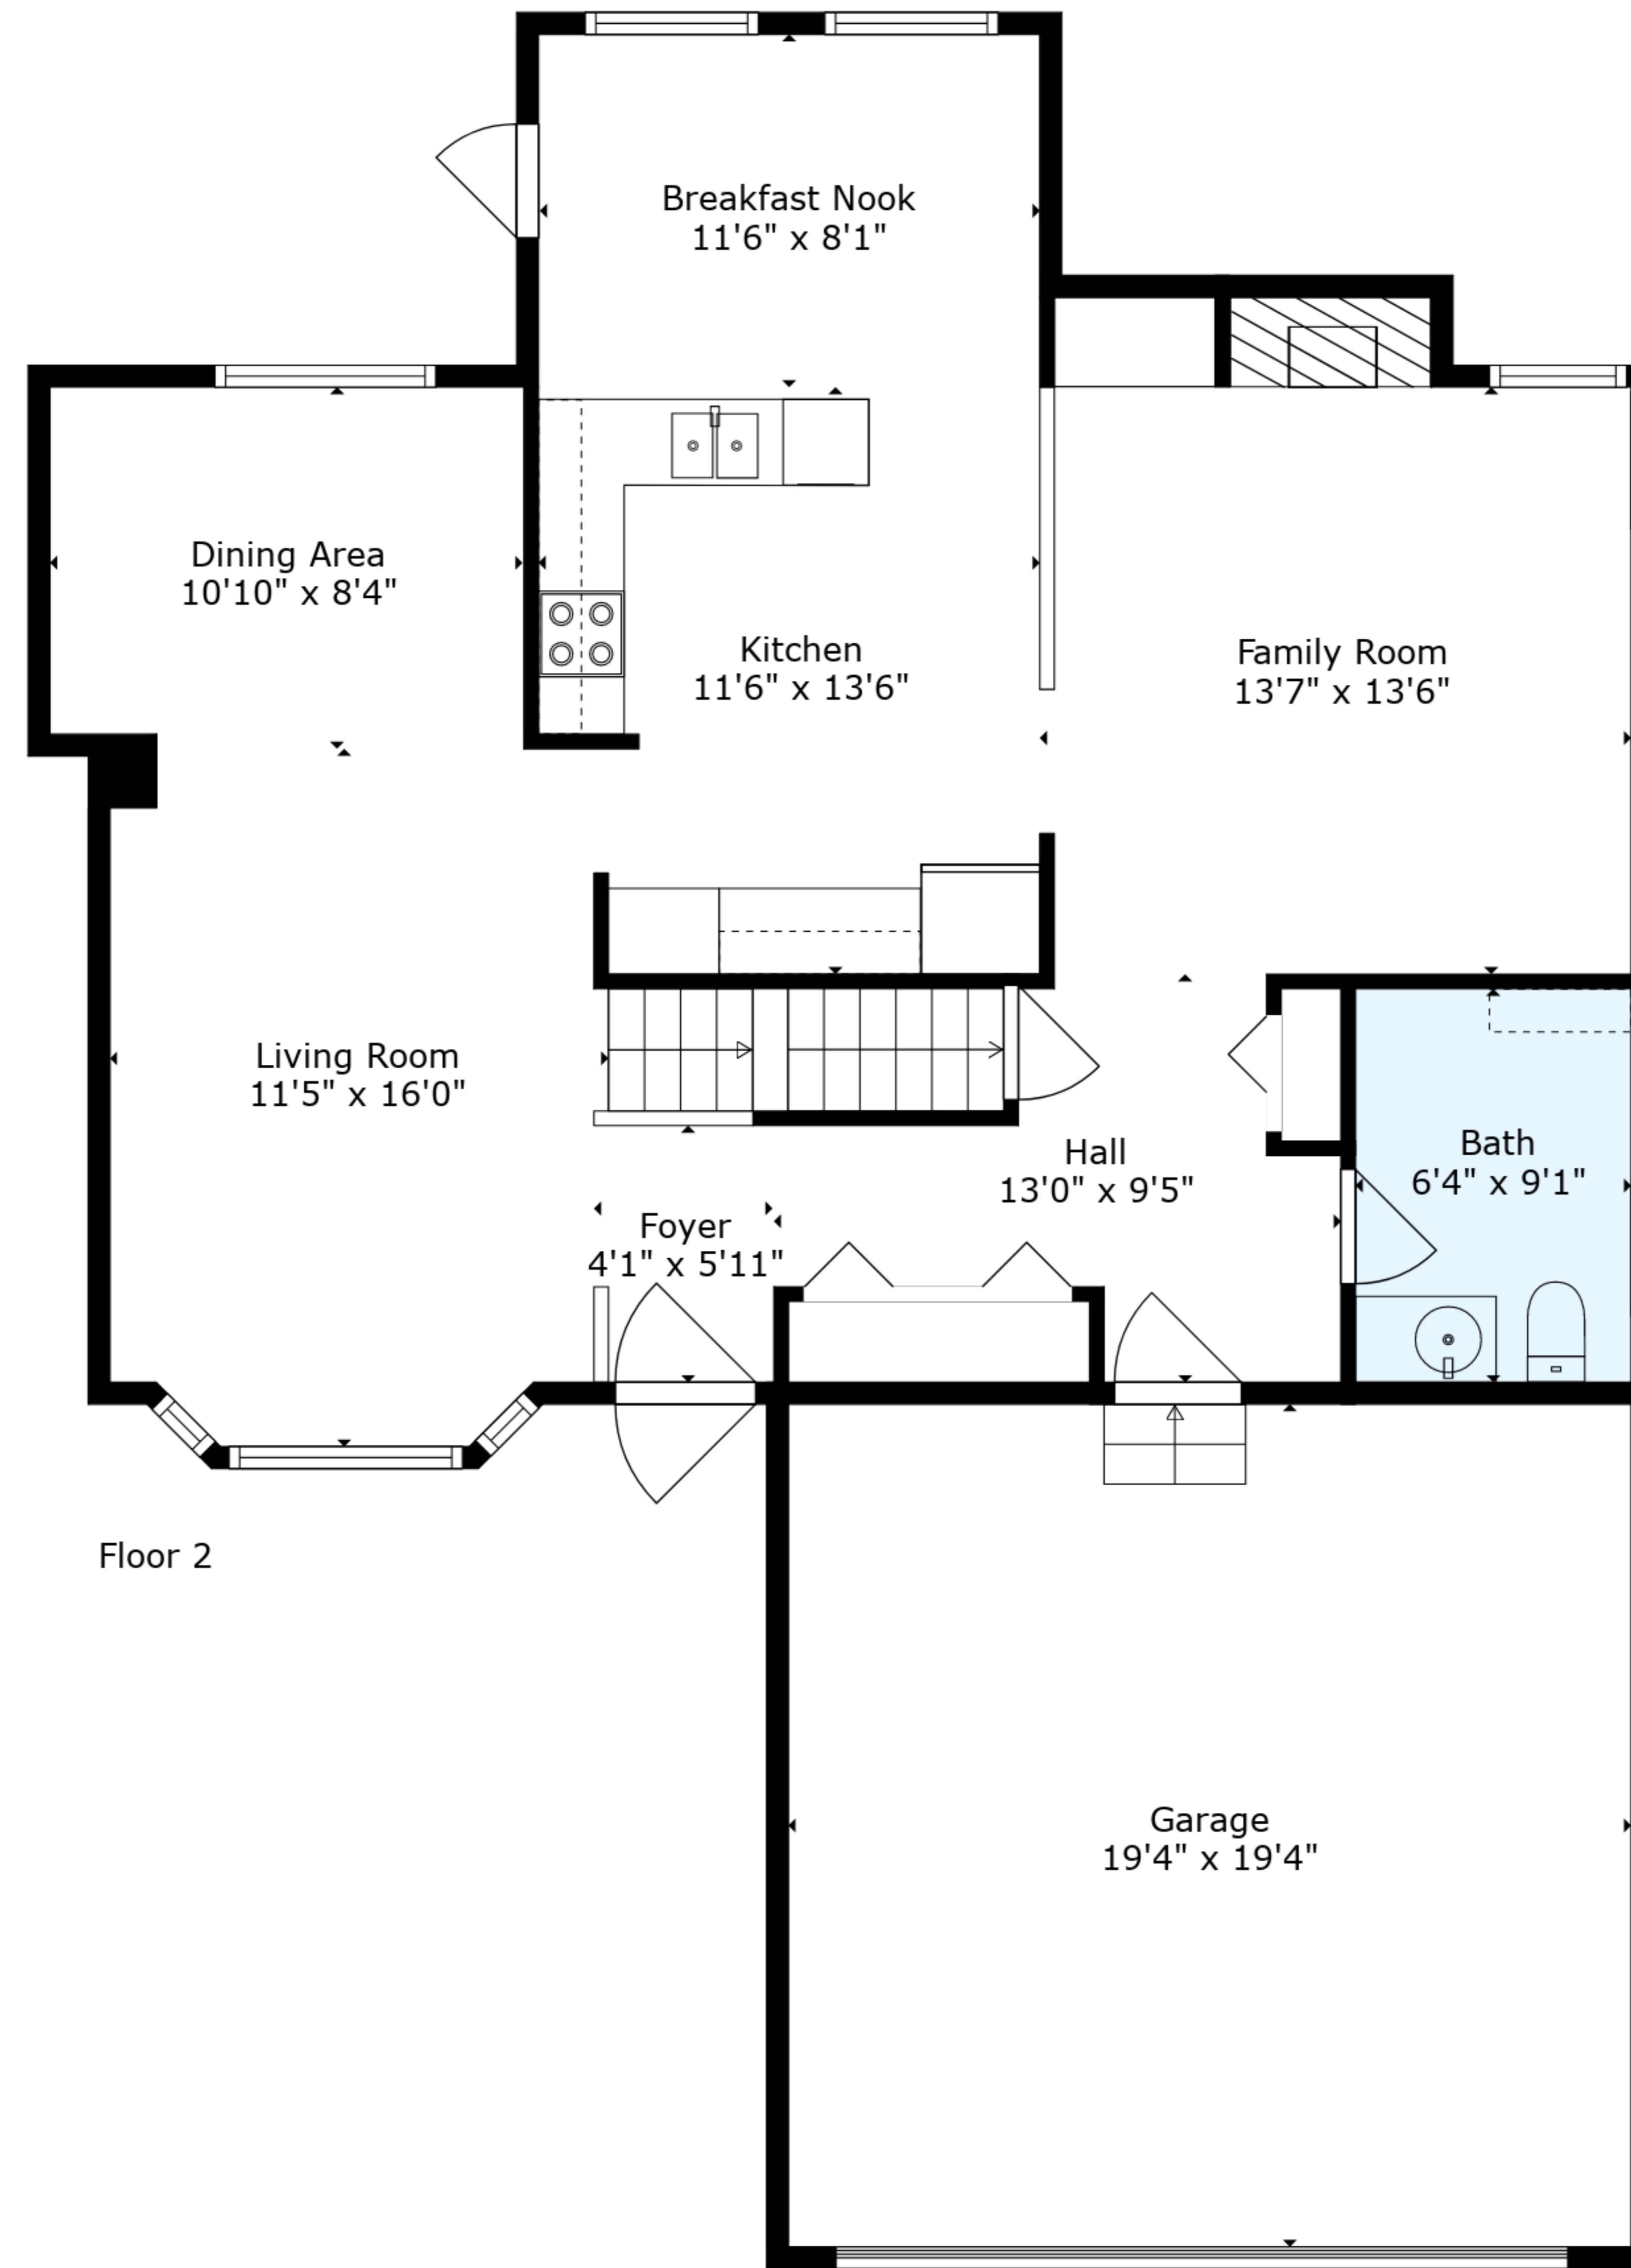 Breakfast Nook
11'6" x 8'1"
Dining Area
10'10" x 8'4"
Kitchen
11'6" x 13'6"
Family Room
13'7" x 13'6"
Living Room
11'5" x 16'0"
Hall
13'0" x 9'5"
Bath
6'4" x 9'1"
Foyer
4'1" x 5'11"
Floor 2
Garage
19'4" x 19'4"